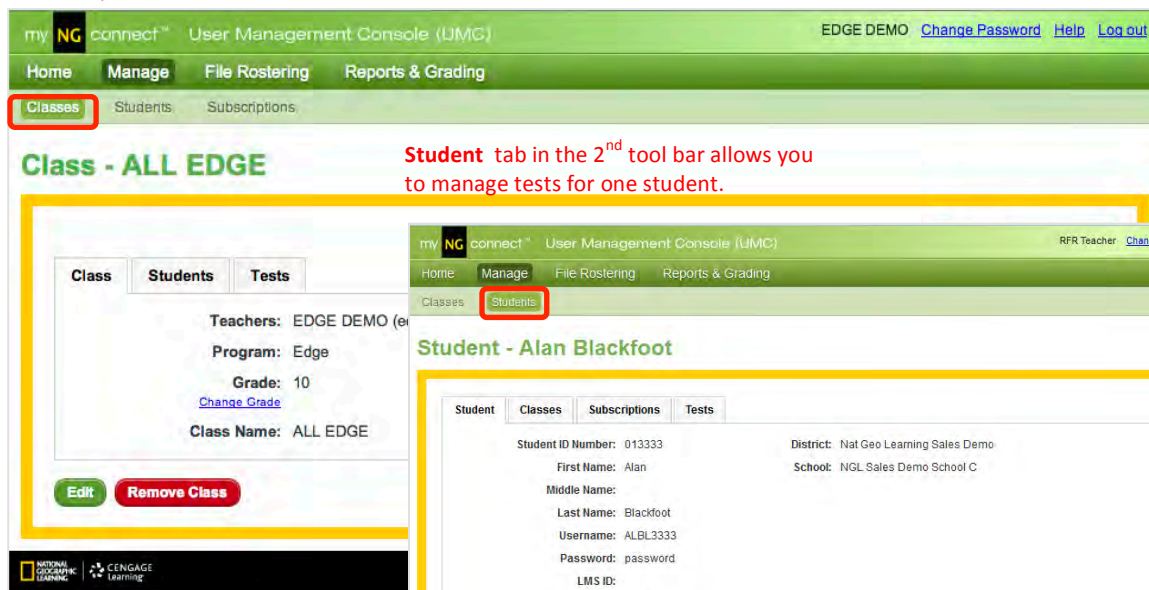 my NG connect™ User Management Console (UMC)
EDGE DEMO Change Password Help Log out
Home Manage File Rostering Reports & Grading
Classes Students Subscriptions
Class - ALL EDGE
Student tab in the 2nd tool bar allows you
to manage tests for one student.
Class Students Tests
Teachers: EDGE DEMO
Program: Edge
Grade: 10
Change Grade
Class Name: ALL EDGE
Edit Remove Class
NATIONAL GEOGRAPHIC LEARNING CENGAGE Learning
my NG connect™ User Management Console (UMC)
RFR Teacher
Home Manage File Rostering Reports & Grading
Classes Students
Student - Alan Blackfoot
Student Classes Subscriptions Tests
Student ID Number: 013333 District: Nat Geo Learning Sales Demo
First Name: Alan School: NGL Sales Demo School C
Middle Name:
Last Name: Blackfoot
Username: ALBL3333
Password: password
LMS ID: